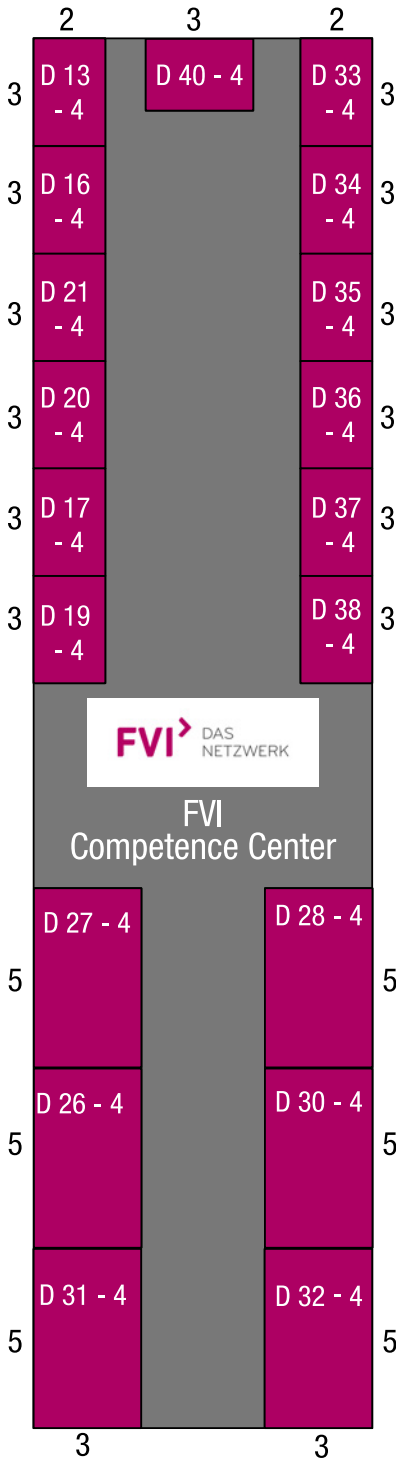 2 3 2
3 D 13 - 4 D 40 - 4 D 33 - 4 3
3 D 16 - 4 D 34 - 4 3
3 D 21 - 4 D 35 - 4 3
3 D 20 - 4 D 36 - 4 3
3 D 17 - 4 D 37 - 4 3
3 D 19 - 4 D 38 - 4 3
FVI DAS
NETZWERK
FVI
Competence Center
D 27 - 4 D 28 - 4
5 5
D 26 - 4 D 30 - 4
5 5
D 31 - 4 D 32 - 4
5 5
3 3